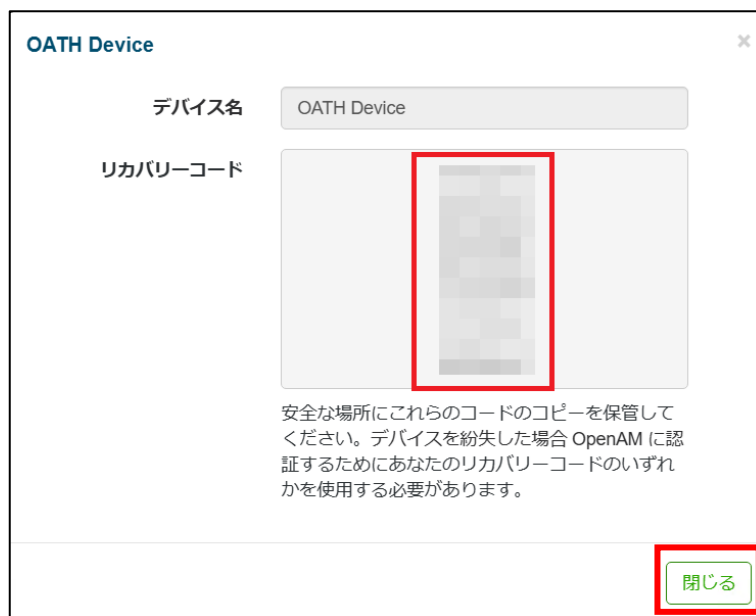 OATH Device
×
デバイス名
OATH Device
リカバリーコード
安全な場所にこれらのコードのコピーを保管して
ください。デバイスを紛失した場合 OpenAM に認
証するためにあなたのリカバリーコードのいずれ
かを使用する必要があります。
閉じる